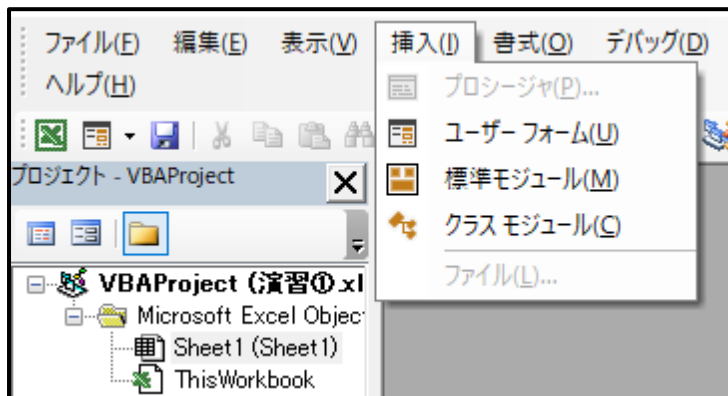 ファイル(F) 編集(E) 表示(V) 挿入(I) 書式(O) デバッグ(D)
ヘルプ(H)
プロシージャ(P)...
ユーザー フォーム(U)
標準モジュール(M)
クラス モジュール(C)
ファイル(L)...
プロジェクト - VBAProject
VBAProject (演習①.xl
Microsoft Excel Objec
Sheet1 (Sheet1)
ThisWorkbook